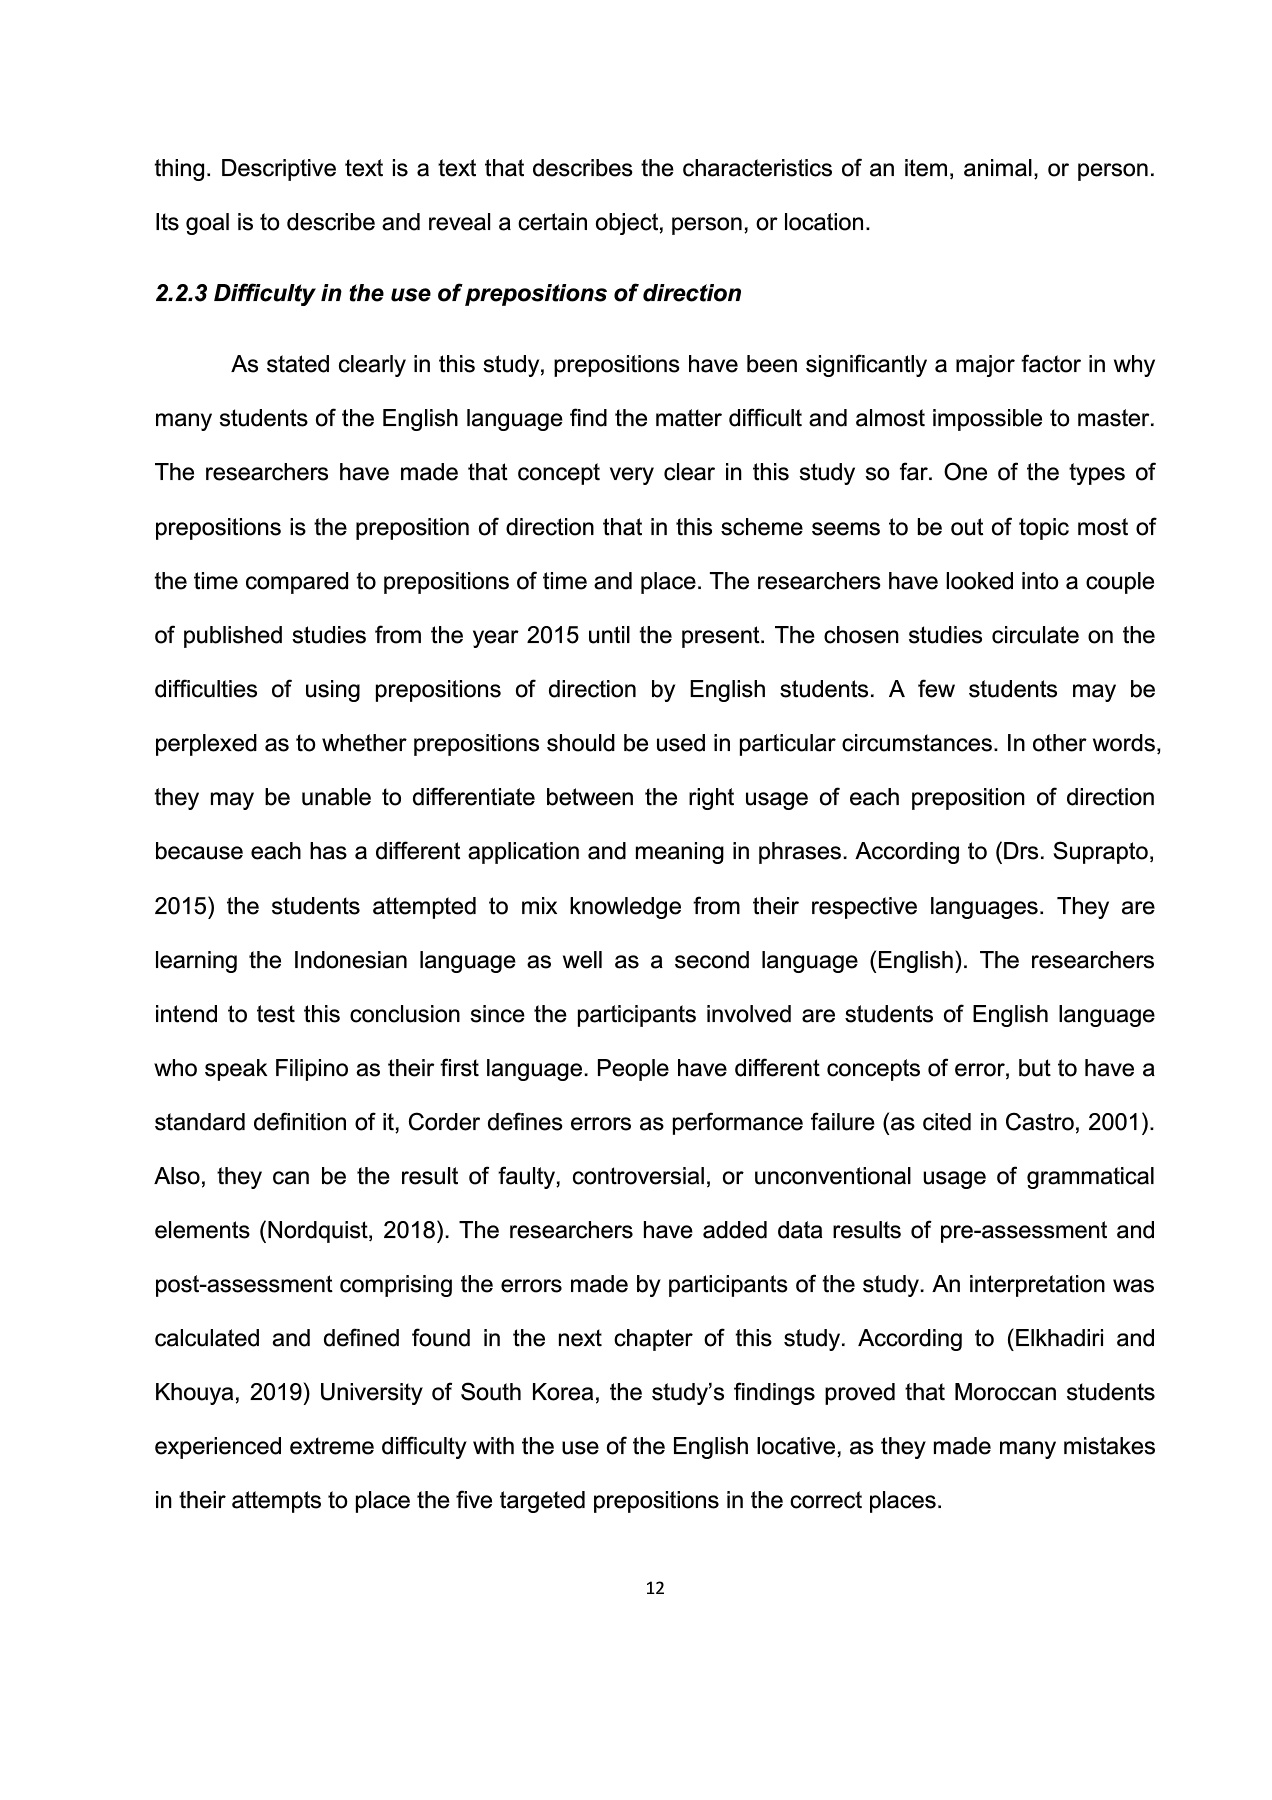 thing. Descriptive text is a text that describes the characteristics of an item, animal, or person.
Its goal is to describe and reveal a certain object, person, or location.
2.2.3 Difficulty in the use of prepositions of direction
As stated clearly in this study, prepositions have been significantly a major factor in why
many students of the English language find the matter difficult and almost impossible to master.
The researchers have made that concept very clear in this study so far. One of the types of
prepositions is the preposition of direction that in this scheme seems to be out of topic most of
the time compared to prepositions of time and place. The researchers have looked into a couple
of published studies from the year 2015 until the present. The chosen studies circulate on the
difficulties of using prepositions of direction by English students. A few students may be
perplexed as to whether prepositions should be used in particular circumstances. In other words,
they may be unable to differentiate between the right usage of each preposition of direction
because each has a different application and meaning in phrases. According to (Drs. Suprapto,
2015) the students attempted to mix knowledge from their respective languages. They are
learning the Indonesian language as well as a second language (English). The researchers
intend to test this conclusion since the participants involved are students of English language
who speak Filipino as their first language. People have different concepts of error, but to have a
standard definition of it, Corder defines errors as performance failure (as cited in Castro, 2001).
Also, they can be the result of faulty, controversial, or unconventional usage of grammatical
elements (Nordquist, 2018). The researchers have added data results of pre-assessment and
post-assessment comprising the errors made by participants of the study. An interpretation was
calculated and defined found in the next chapter of this study. According to (Elkhadiri and
Khouya, 2019) University of South Korea, the study’s findings proved that Moroccan students
experienced extreme difficulty with the use of the English locative, as they made many mistakes
in their attempts to place the five targeted prepositions in the correct places.
12